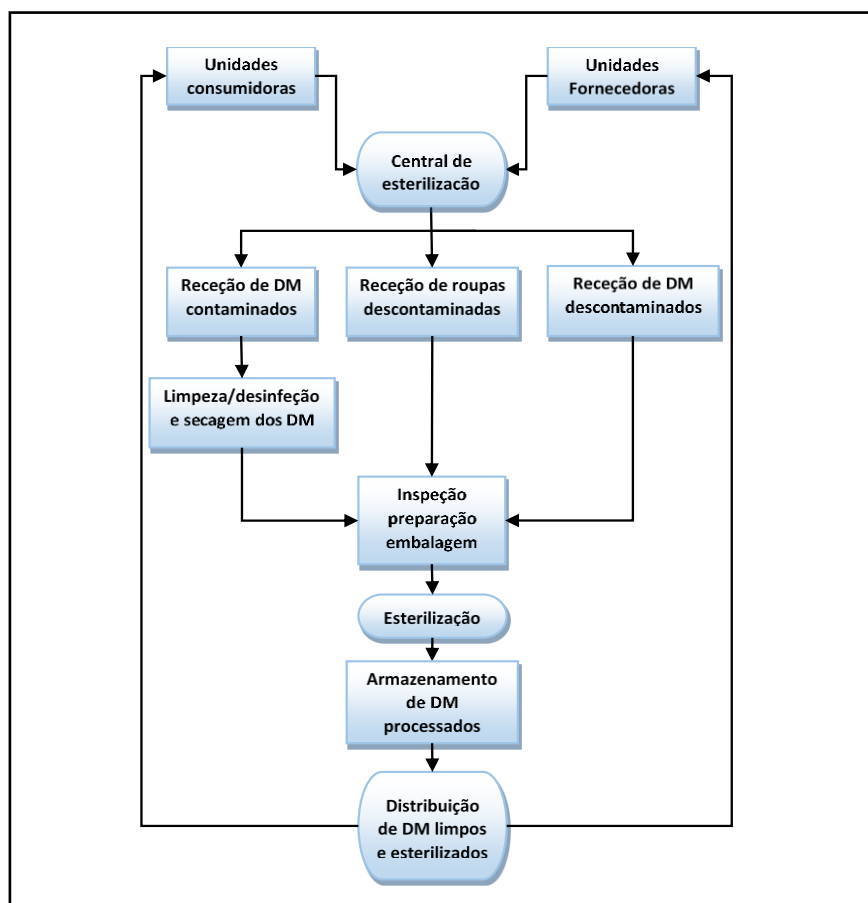 Unidades
consumidoras
Unidades
Fornecedoras
Central de
esterilização
Receção de DM
contaminados
Receção de roupas
descontaminadas
Receção de DM
descontaminados
Limpeza/desinfeção
e secagem dos DM
Inspeção
preparação
embalagem
Esterilização
Armazenamento
de DM
processados
Distribuição
de DM limpos
e esterilizados